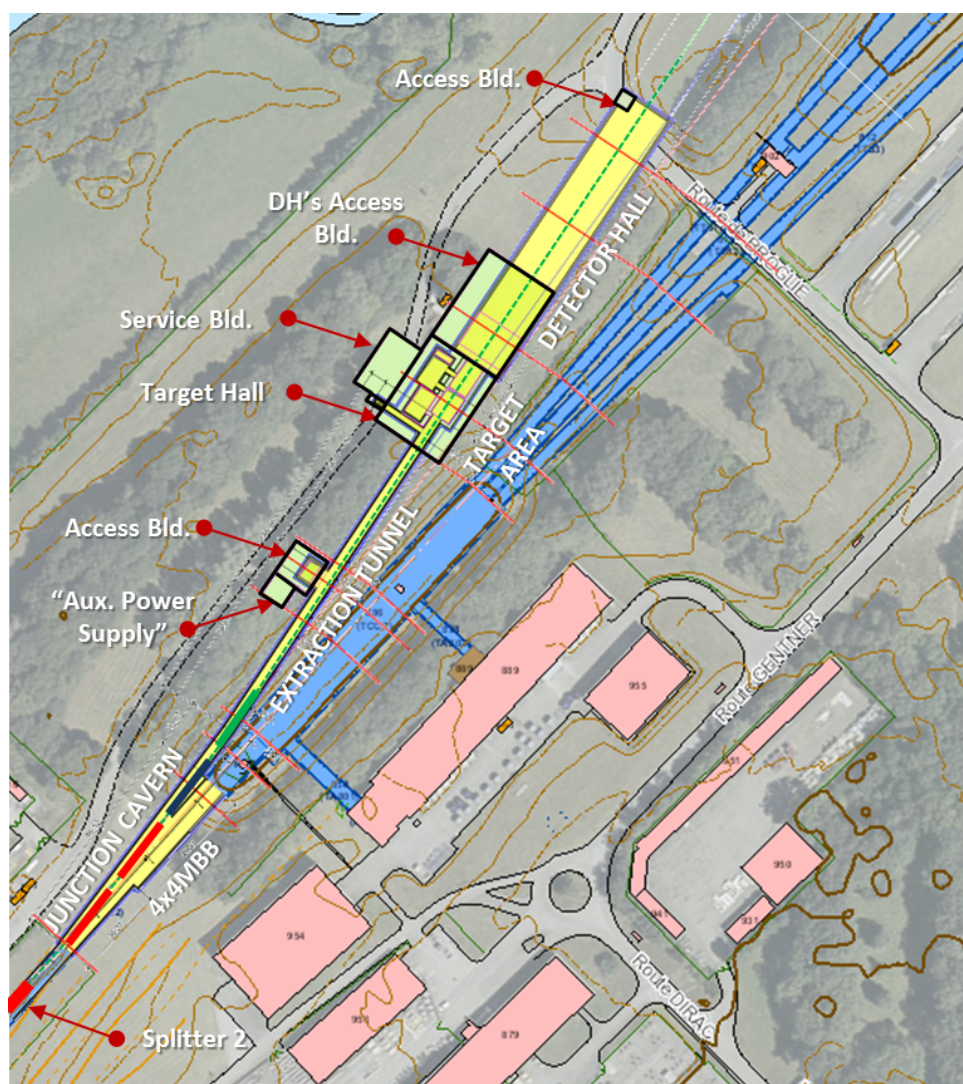 Access Bld.
DH's Access
Bld.
Service Bld.
Target Hall
Access Bld.
“Aux. Power
Supply”
Splitter 2
DETECTOR HALL
TARGET
AREA
EXTRACTION TUNNEL
JUNCTION CAVERN
4x4MBB
Route GENTNER
Route DIRAC
889
955
954
879
950
931